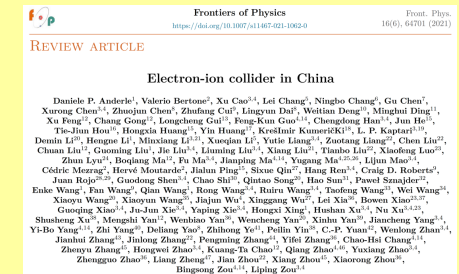 Frontiers of Physics
https://doi.org/10.1007/s11467-021-1062-0
Front. Phys.
16(6), 64701 (2021)
REVIEW ARTICLE
Electron-ion collider in China
Daniele P. Anderle1, Valerio Bertone2, Xu Cao3,4, Lei Chang5, Ningbo Chang6, Gu Chen7,
Xurong Chen3,4, Zhuojun Chen8, Zhufang Cui9, Lingyun Dai8, Weitian Deng10, Minghui Ding11,
Xu Feng12, Chang Gong12, Longcheng Gui13, Feng-Kun Guo4,14, Chengdong Han3,4, Jun He15,
Tie-Jiun Hou16, Hongxia Huang15, Yin Huang17, Krešimir Kumerički18, L. P. Kaptari3,19,
Demin Li20, Hengne Li1, Minxiang Li3,21, Xueqian Li5, Yutie Liang3,4, Zuotang Liang22, Chen Liu22,
Chuan Liu12, Guoming Liu1, Jie Liu3,4, Liuming Liu3,4, Xiang Liu21, Tianbo Liu22, Xiaofeng Luo23,
Zhun Lyu24, Boqiang Ma12, Fu Ma3,4, Jianping Ma4,14, Yugang Ma4,25,26, Lijun Mao3,4,
Cédric Mezrag2, Hervé Moutarde2, Jialun Ping15, Sixue Qin27, Hang Ren3,4, Craig D. Roberts9,
Juan Rojo28,29, Guodong Shen3,4, Chao Shi30, Qintao Song20, Hao Sun31, Paweł Sznajder32,
Enke Wang1, Fan Wang9, Qian Wang1, Rong Wang3,4, Ruiru Wang3,4, Taofeng Wang33, Wei Wang34,
Xiaoyu Wang20, Xiaoyun Wang35, Jiajun Wu4, Xinggang Wu27, Lei Xia36, Bowen Xiao23,37,
Guoqing Xiao3,4, Ju-Jun Xie3,4, Yaping Xie3,4, Hongxi Xing1, Hushan Xu3,4, Nu Xu3,4,23,
Shusheng Xu38, Mengshi Yan12, Wenbiao Yan36, Wencheng Yan20, Xinhu Yan39, Jiancheng Yang3,4,
Yi-Bo Yang4,14, Zhi Yang40, Deliang Yao8, Zhihong Ye41, Peilin Yin38, C.-P. Yuan42, Wenlong Zhan3,4,
Jianhui Zhang43, Jinlong Zhang22, Pengming Zhang44, Yifei Zhang36, Chao-Hsi Chang4,14,
Zhenyu Zhang45, Hongwei Zhao3,4, Kuang-Ta Chao12, Qiang Zhao4,46, Yuxiang Zhao3,4,
Zhengguo Zhao36, Liang Zheng47, Jian Zhou22, Xiang Zhou45, Xiaorong Zhou36,
Bingsong Zou4,14, Liping Zou3,4